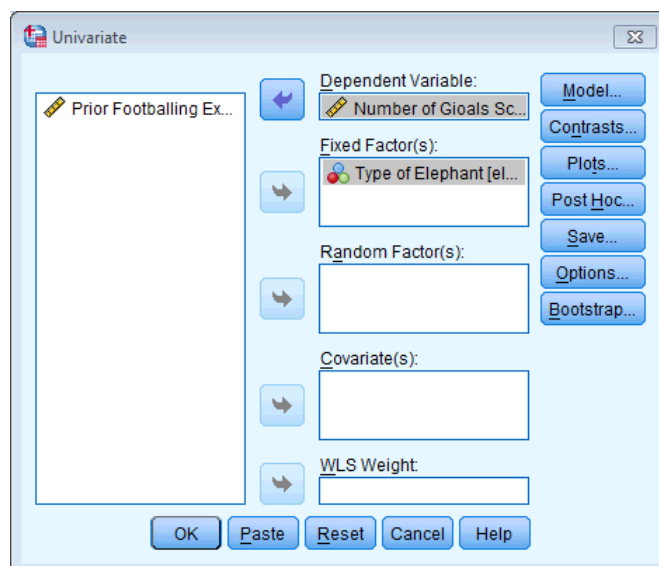 Univariate
Prior Footballing Ex...
Dependent Variable:
Number of Gioals Sc...
Fixed Factor(s):
Type of Elephant [el...
Random Factor(s):
Covariate(s):
WLS Weight:
Model...
Contrasts...
Plots...
Post Hoc...
Save...
Options...
Bootstrap...
OK Paste Reset Cancel Help